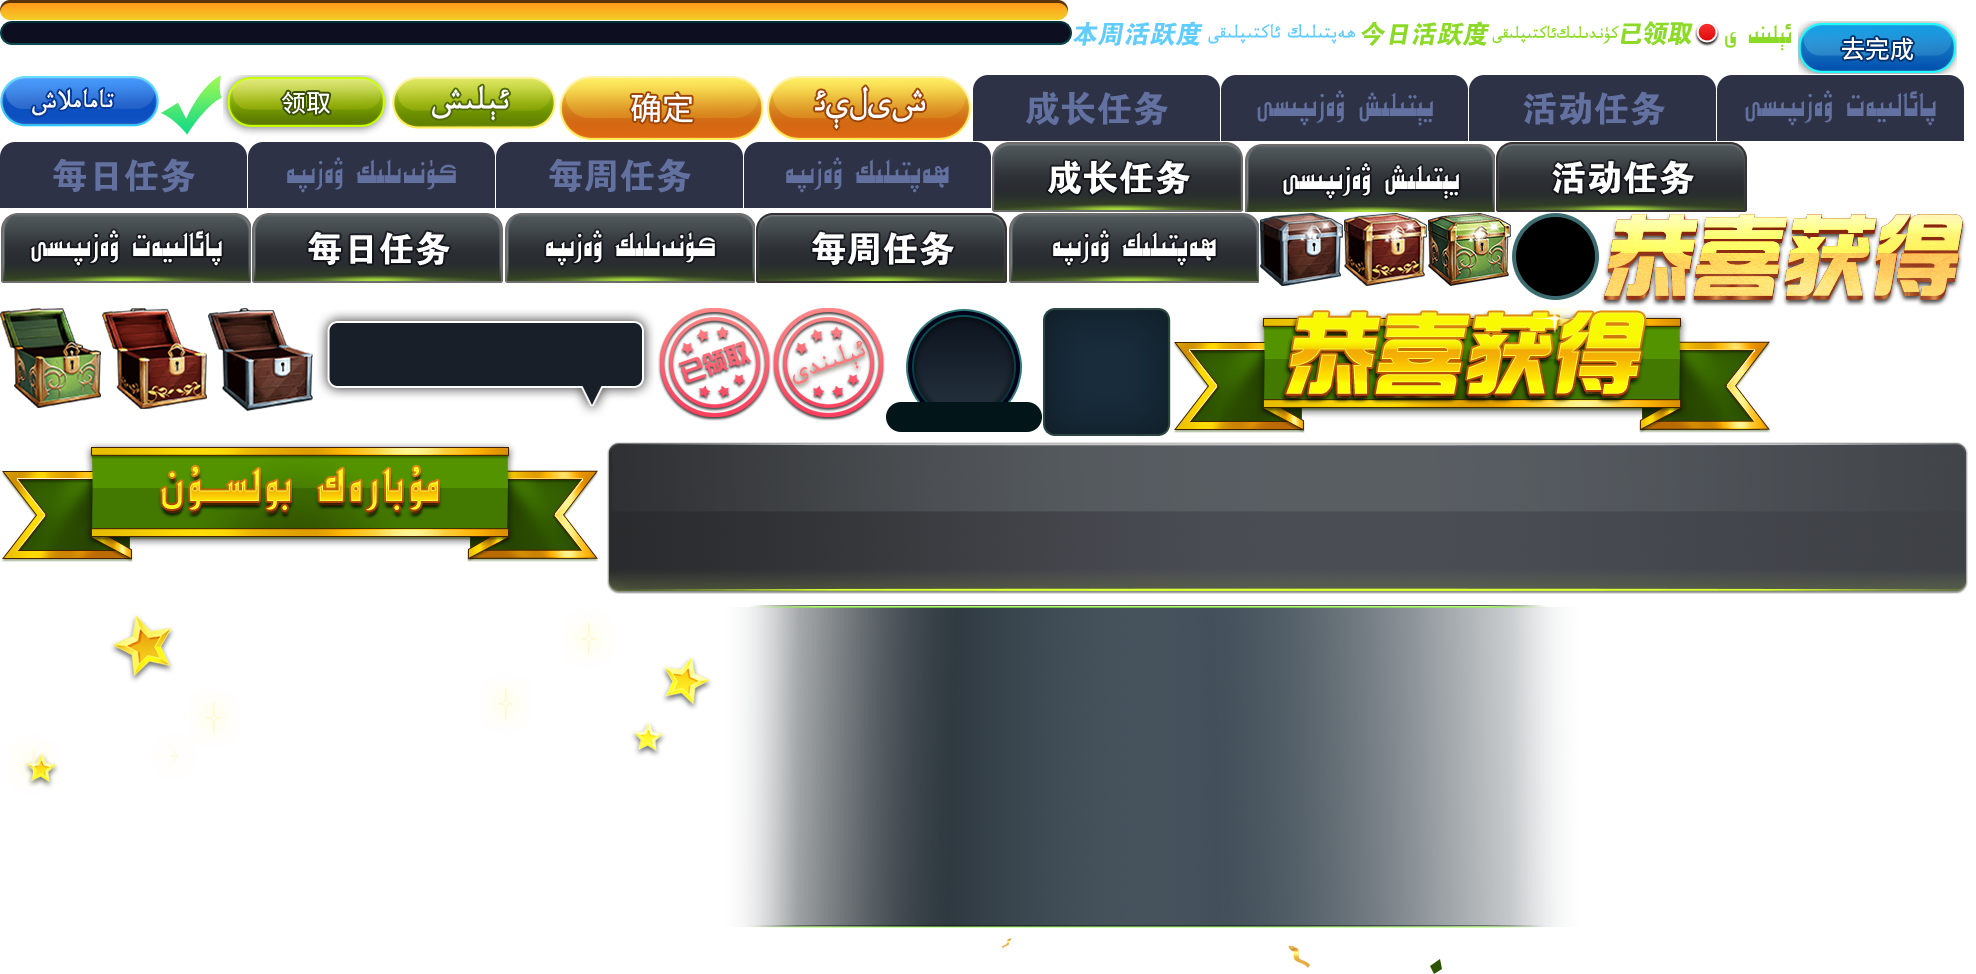 本周活跃度 ھەپتىلىك ئاكتىپلىقى 今日活跃度 كۈندىلىكئاكتىپلىقى 已领取 ئېلىندى 去完成
تاماملاش 领取 ئېلىش 确定 成长任务 يېتىلىش ۋەزىپىسى 活动任务 پائالىيەت ۋەزىپىسى
每日任务 كۈندىلىك ۋەزىپە 每周任务 ھەپتىلىك ۋەزىپە 成长任务 يېتىلىش ۋەزىپىسى 活动任务
پائالىيەت ۋەزىپىسى 每日任务 كۈندىلىك ۋەزىپە 每周任务 ھەپتىلىك ۋەزىپە 恭喜获得
已领取 ئېلىندى 恭喜获得
مۇبارەك بولسۇن